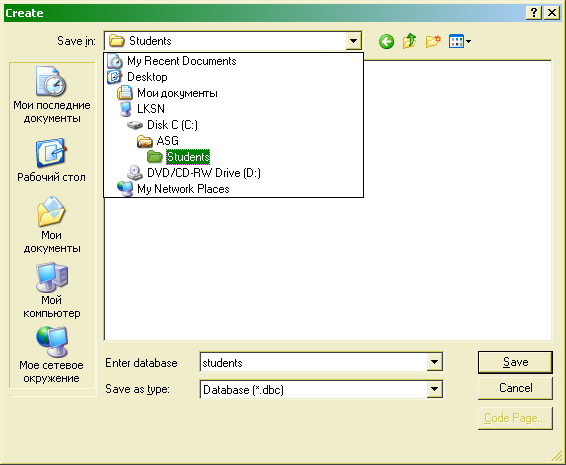 Create
Save in: Students
My Recent Documents
Desktop
Мои документы
LKSN
Disk C (C:)
ASG
Students
DVD/CD-RW Drive (D:)
My Network Places
Мои последние
документы
Рабочий стол
Мои
документы
Мой
компьютер
Мое сетевое
окружение
Enter database students Save
Save as type: Database (*.dbc) Cancel
Code Page...